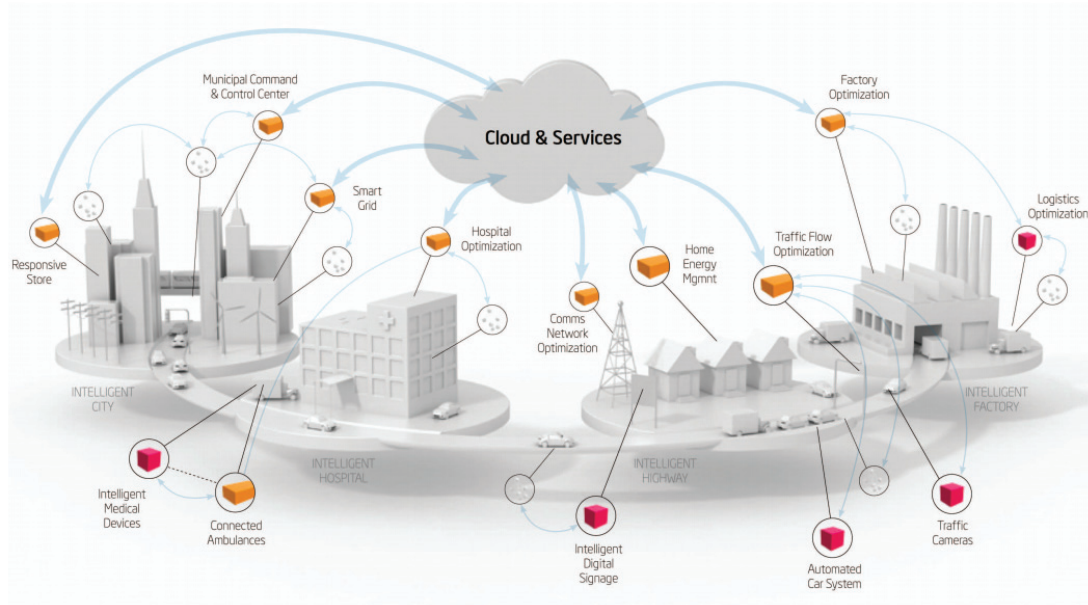 Municipal Command
& Control Center
Cloud & Services
Factory
Optimization
Smart
Grid
Logistics
Optimization
Responsive
Store
Hospital
Optimization
Home
Energy
Mgmnt
Traffic Flow
Optimization
Comms
Network
Optimization
INTELLIGENT
CITY
INTELLIGENT
HOSPITAL
INTELLIGENT
HIGHWAY
INTELLIGENT
FACTORY
Intelligent
Medical
Devices
Connected
Ambulances
Intelligent
Digital
Signage
Automated
Car System
Traffic
Cameras